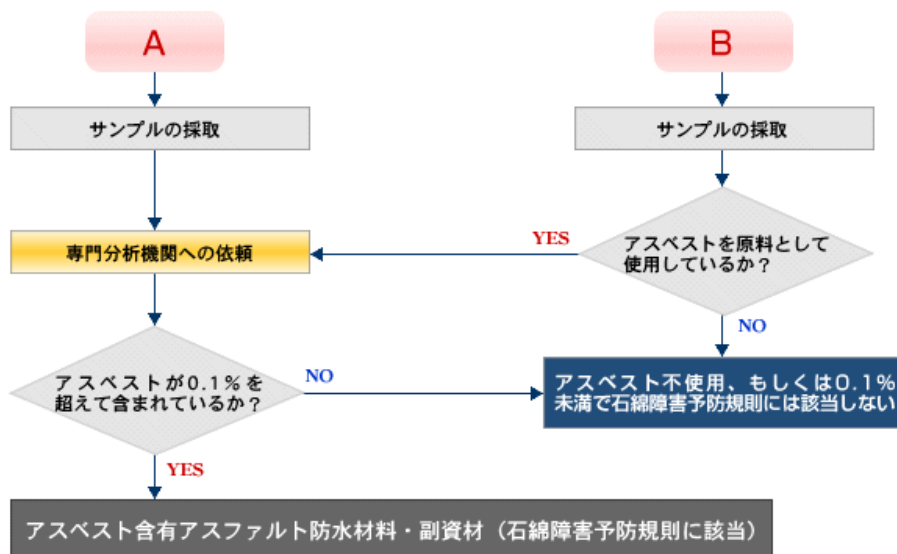 A
B
サンプルの採取
サンプルの採取
専門分析機関への依頼
YES
アスベストを原料として
使用しているか？
NO
アスベストが0.1％を
超えて含まれているか？
NO
アスベスト不使用、もしくは0.1％
未満で石綿障害予防規則には該当しない
YES
アスベスト含有アスファルト防水材料・副資材（石綿障害予防規則に該当）